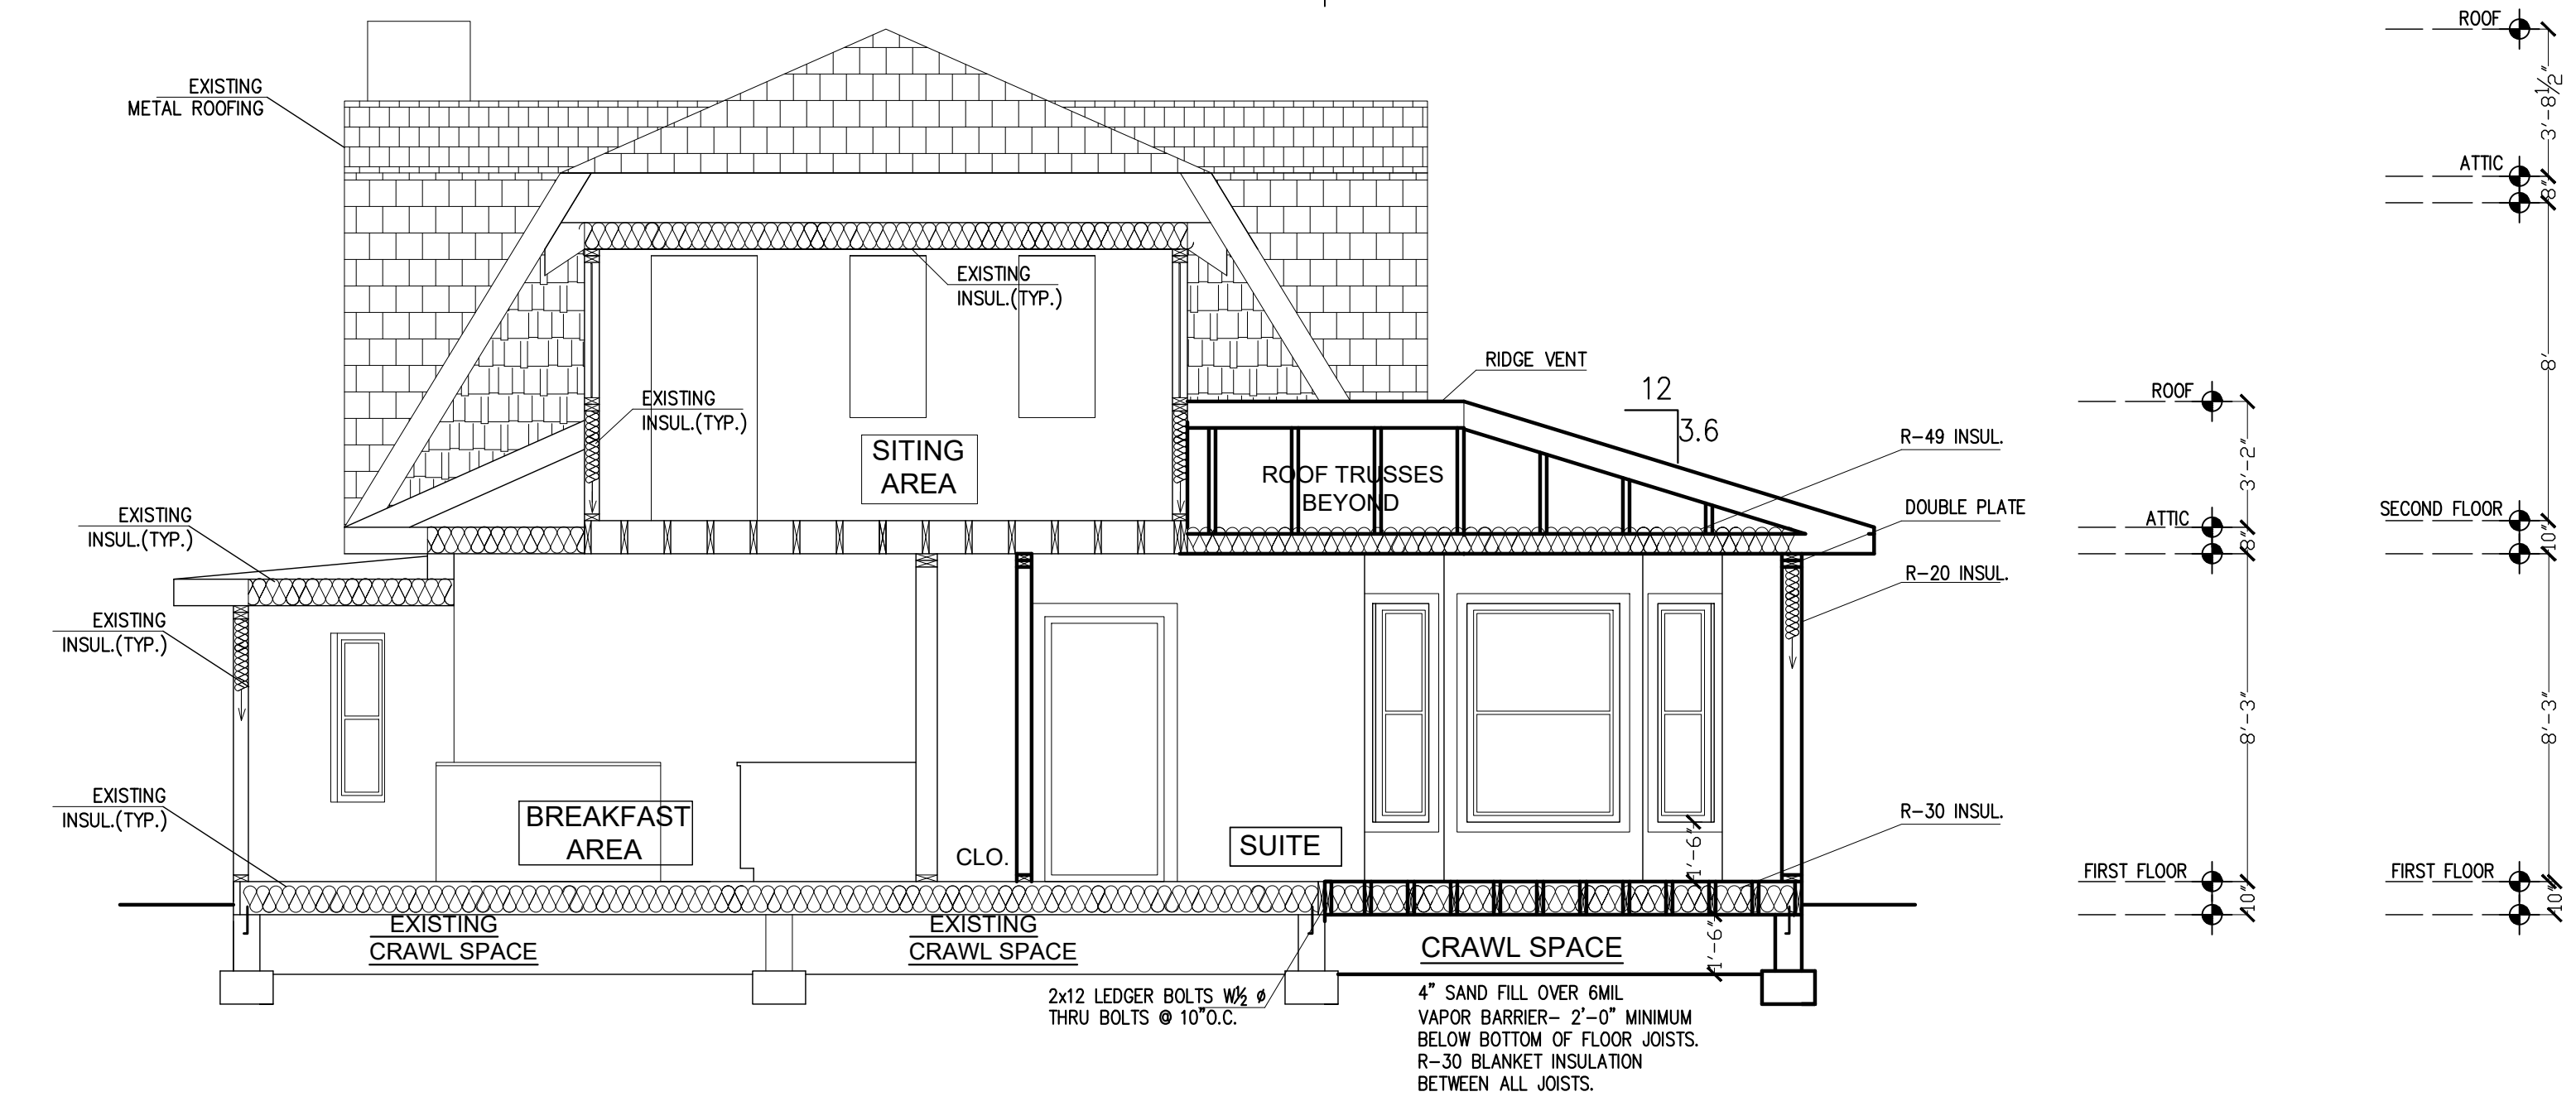 ROOF
EXISTING
METAL ROOFING
3'-8½"
ATTIC
8"
EXISTING
INSUL.(TYP.)
RIDGE VENT
8'
12
3.6
ROOF
EXISTING
INSUL.(TYP.)
R-49 INSUL.
SITING
AREA
ROOF TRUSSES
BEYOND
3'-2"
DOUBLE PLATE
SECOND FLOOR
ATTIC
EXISTING
INSUL.(TYP.)
8"
10"
R-20 INSUL.
EXISTING
INSUL.(TYP.)
8'-3"
8'-3"
EXISTING
INSUL.(TYP.)
R-30 INSUL.
BREAKFAST
AREA
CLO.
SUITE
1'-6"
FIRST FLOOR
FIRST FLOOR
10"
10"
EXISTING
CRAWL SPACE
EXISTING
CRAWL SPACE
CRAWL SPACE
1'-6"
2x12 LEDGER BOLTS W½ ø
THRU BOLTS @ 10"O.C.
4" SAND FILL OVER 6MIL
VAPOR BARRIER- 2'-0" MINIMUM
BELOW BOTTOM OF FLOOR JOISTS.
R-30 BLANKET INSULATION
BETWEEN ALL JOISTS.